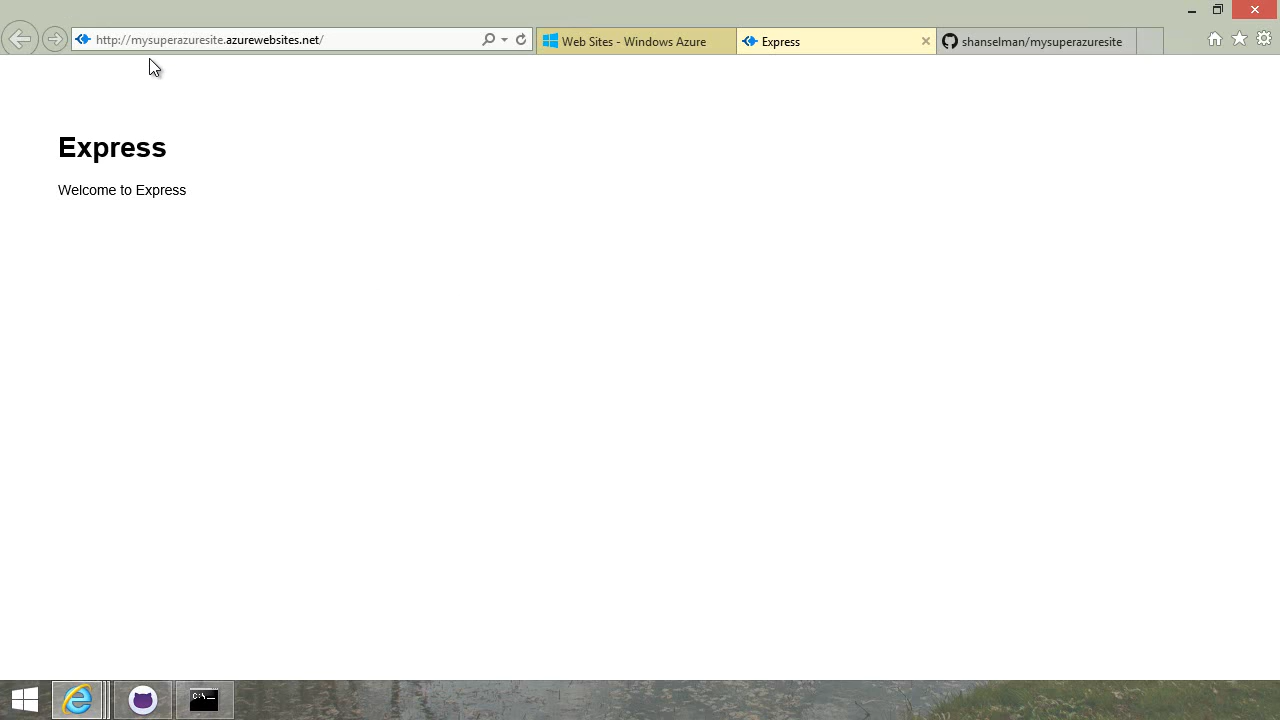 http://mysuperazuresite.azurewebsites.net/
Web Sites - Windows Azure
Express
shanselman/mysuperazuresite
Express
Welcome to Express
C:\_